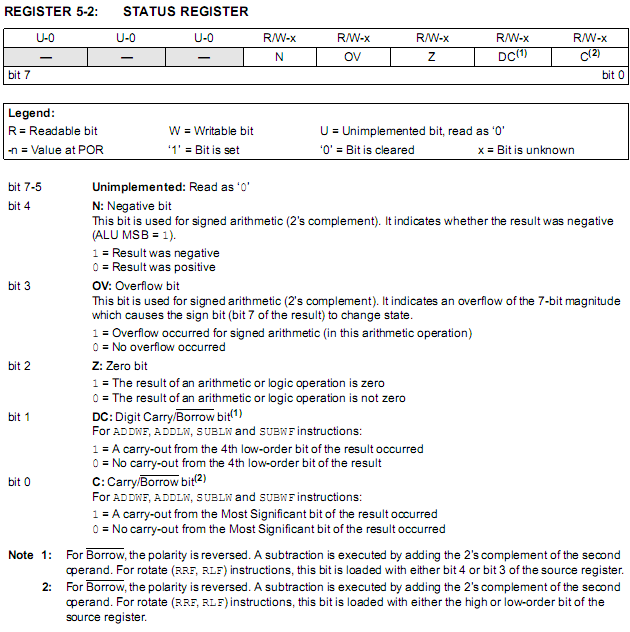 REGISTER 5-2: STATUS REGISTER
U-0 U-0 U-0 R/W-x R/W-x R/W-x R/W-x R/W-x
— — — N OV Z DC(1) C(2)
bit 7 bit 0
Legend:
R = Readable bit W = Writable bit U = Unimplemented bit, read as ‘0’
-n = Value at POR ‘1’ = Bit is set ‘0’ = Bit is cleared x = Bit is unknown
bit 7-5 Unimplemented: Read as ‘0’
bit 4 N: Negative bit
This bit is used for signed arithmetic (2’s complement). It indicates whether the result was negative
(ALU MSB = 1).
1 = Result was negative
0 = Result was positive
bit 3 OV: Overflow bit
This bit is used for signed arithmetic (2’s complement). It indicates an overflow of the 7-bit magnitude
which causes the sign bit (bit 7 of the result) to change state.
1 = Overflow occurred for signed arithmetic (in this arithmetic operation)
0 = No overflow occurred
bit 2 Z: Zero bit
1 = The result of an arithmetic or logic operation is zero
0 = The result of an arithmetic or logic operation is not zero
bit 1 DC: Digit Carry/Borrow bit(1)
For ADDWF, ADDLW, SUBLW and SUBWF instructions:
1 = A carry-out from the 4th low-order bit of the result occurred
0 = No carry-out from the 4th low-order bit of the result
bit 0 C: Carry/Borrow bit(2)
For ADDWF, ADDLW, SUBLW and SUBWF instructions:
1 = A carry-out from the Most Significant bit of the result occurred
0 = No carry-out from the Most Significant bit of the result occurred
Note 1: For Borrow, the polarity is reversed. A subtraction is executed by adding the 2’s complement of the second
operand. For rotate (RRF, RLF) instructions, this bit is loaded with either bit 4 or bit 3 of the source register.
2: For Borrow, the polarity is reversed. A subtraction is executed by adding the 2’s complement of the second
operand. For rotate (RRF, RLF) instructions, this bit is loaded with either the high or low-order bit of the
source register.